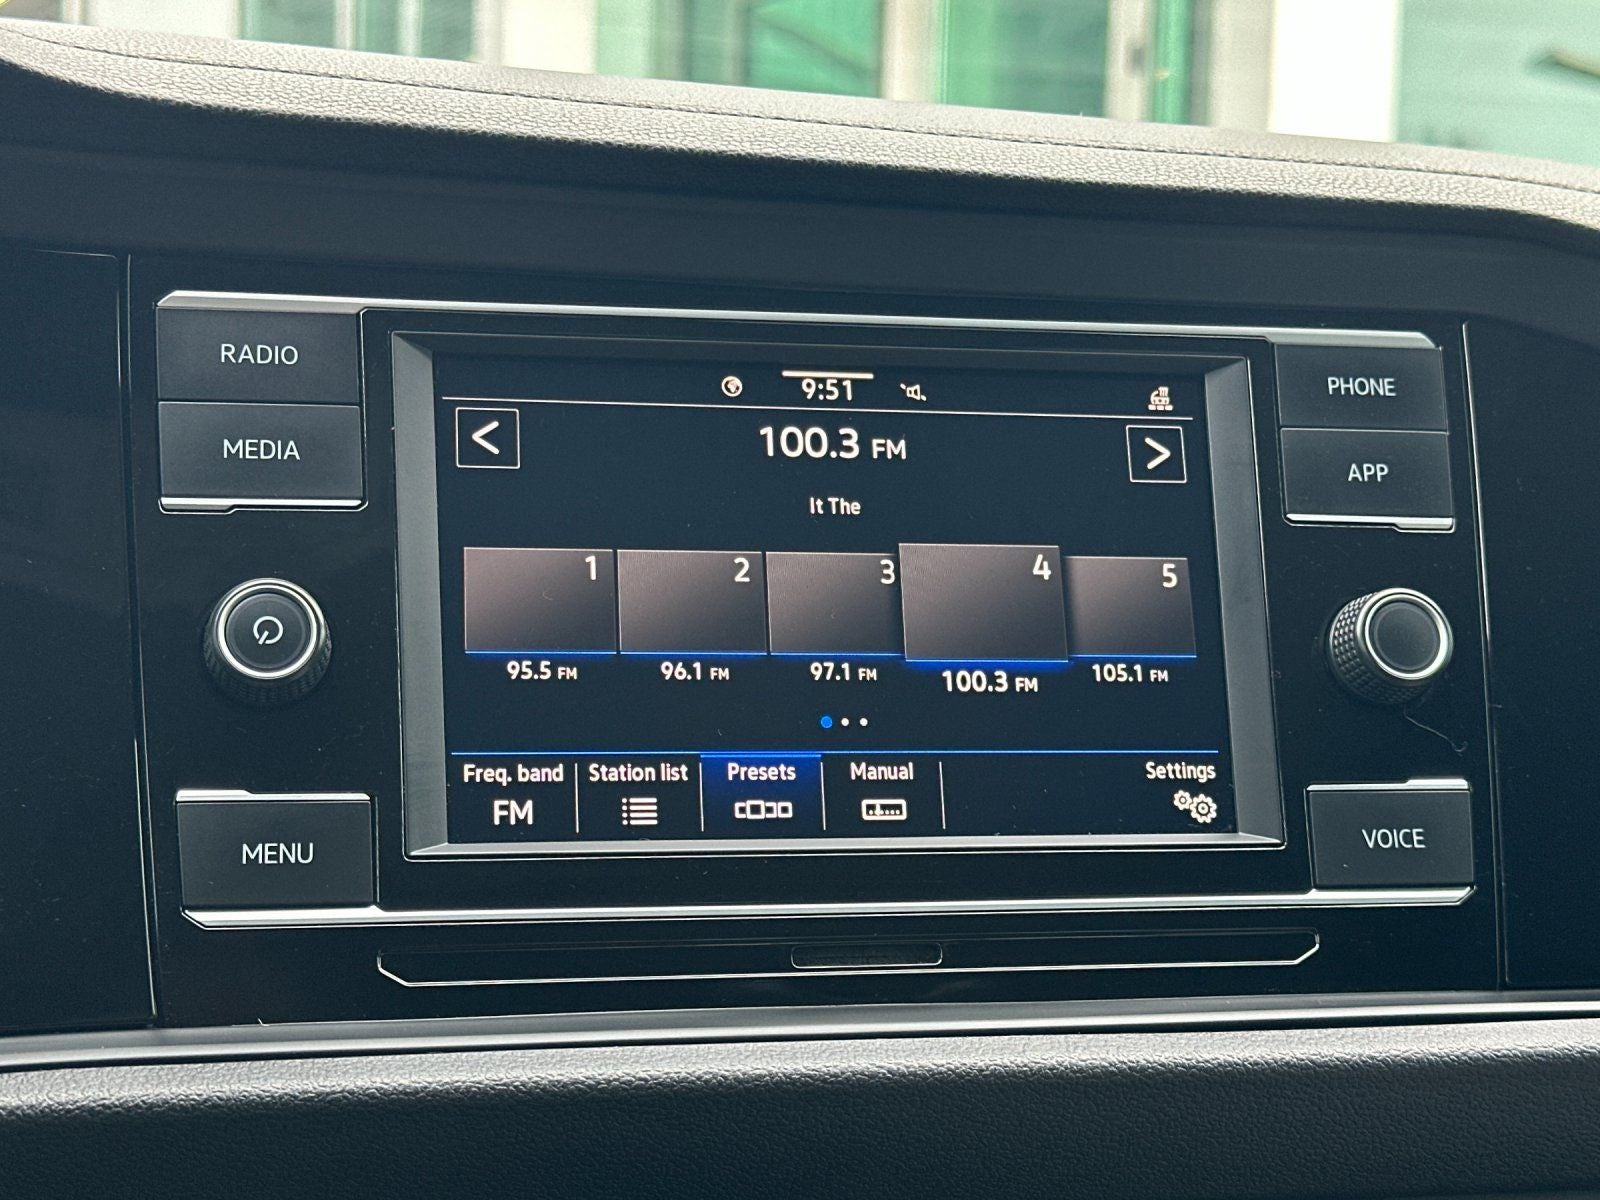 RADIO
MEDIA
MENU
9:51
100.3 FM
It The
1 2 3 4 5
95.5 FM 96.1 FM 97.1 FM 100.3 FM 105.1 FM
Freq. band Station list Presets Manual Settings
FM
PHONE
APP
VOICE